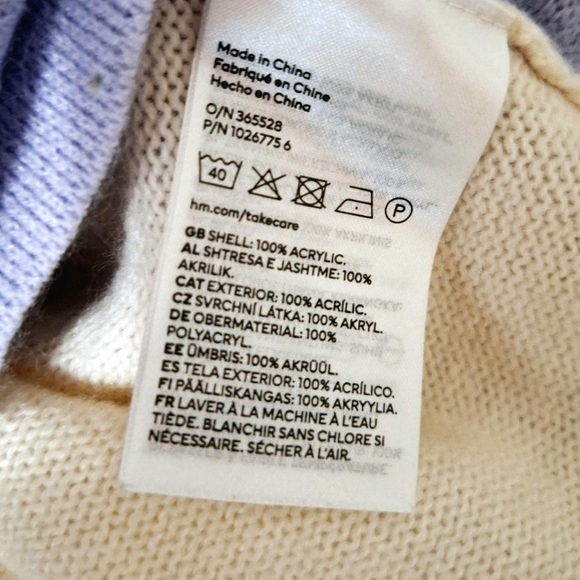 Made in China
Fabriqué en Chine
Hecho en China
O/N 365528
P/N 1026775 6
40
P
hm.com/takecare
GB SHELL: 100% ACRYLIC.
AL SHTRESA E JASHTME: 100%
AKRILIK.
CAT EXTERIOR: 100% ACRÍLIC.
CZ SVRCHNÍ LÁTKA: 100% AKRYL.
DE OBERMATERIAL: 100%
POLYACRYL.
EE ÜMBRIS: 100% AKRÜÜL.
ES TELA EXTERIOR: 100% ACRÍLICO.
FI PÄÄLLISKANGAS: 100% AKRYYLIA.
FR LAVER À LA MACHINE À L'EAU
TIÈDE. BLANCHIR SANS CHLORE SI
NÉCESSAIRE. SÉCHER À L'AIR.